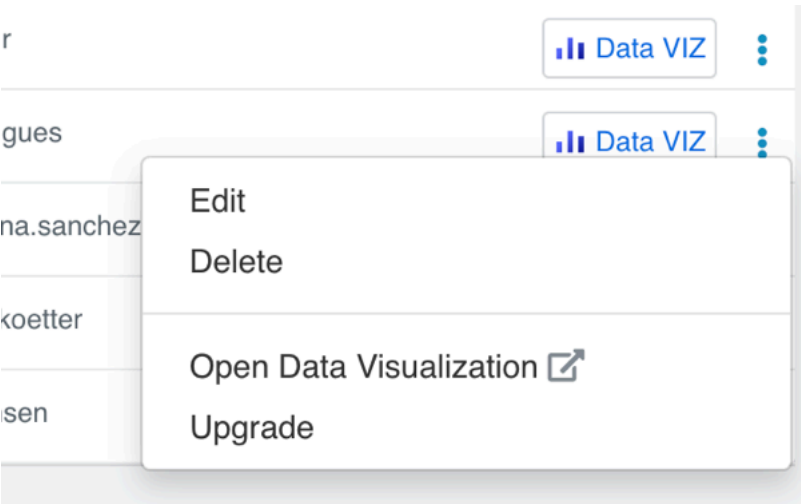 r Data VIZ
gues Data VIZ
Edit
na.sanchez
Delete
koetter
Open Data Visualization
sen
Upgrade